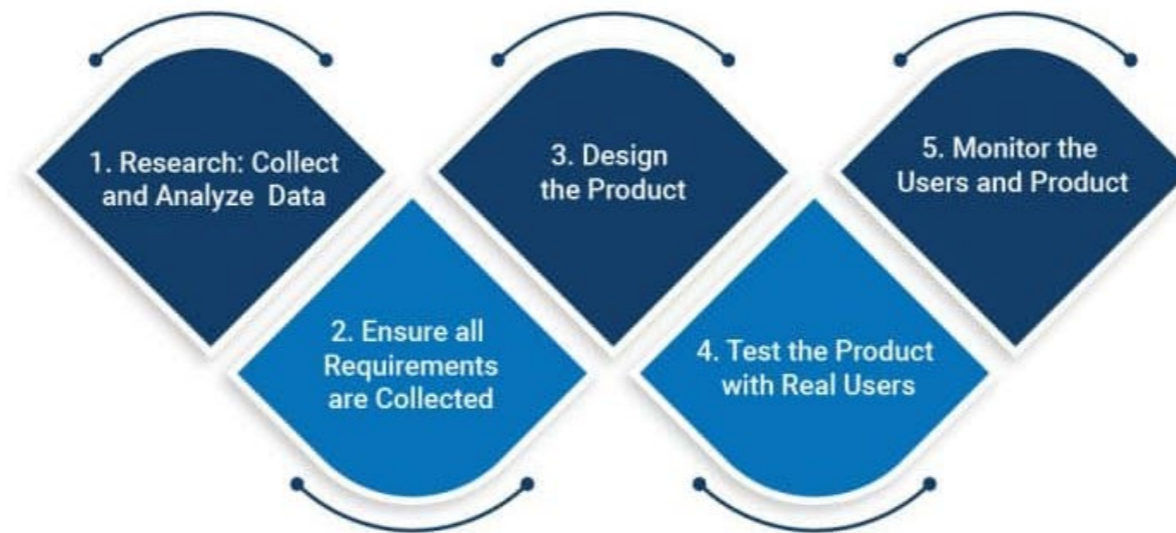 1. Research: Collect
and Analyze Data
2. Ensure all
Requirements
are Collected
3. Design
the Product
4. Test the Product
with Real Users
5. Monitor the
Users and Product